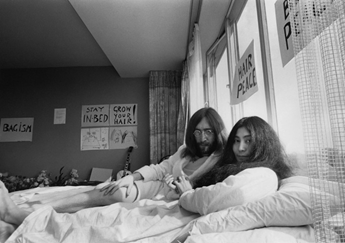 BAGISM
STAY
IN BED
GROW
YOUR
HAIR!
HAIR
PEACE